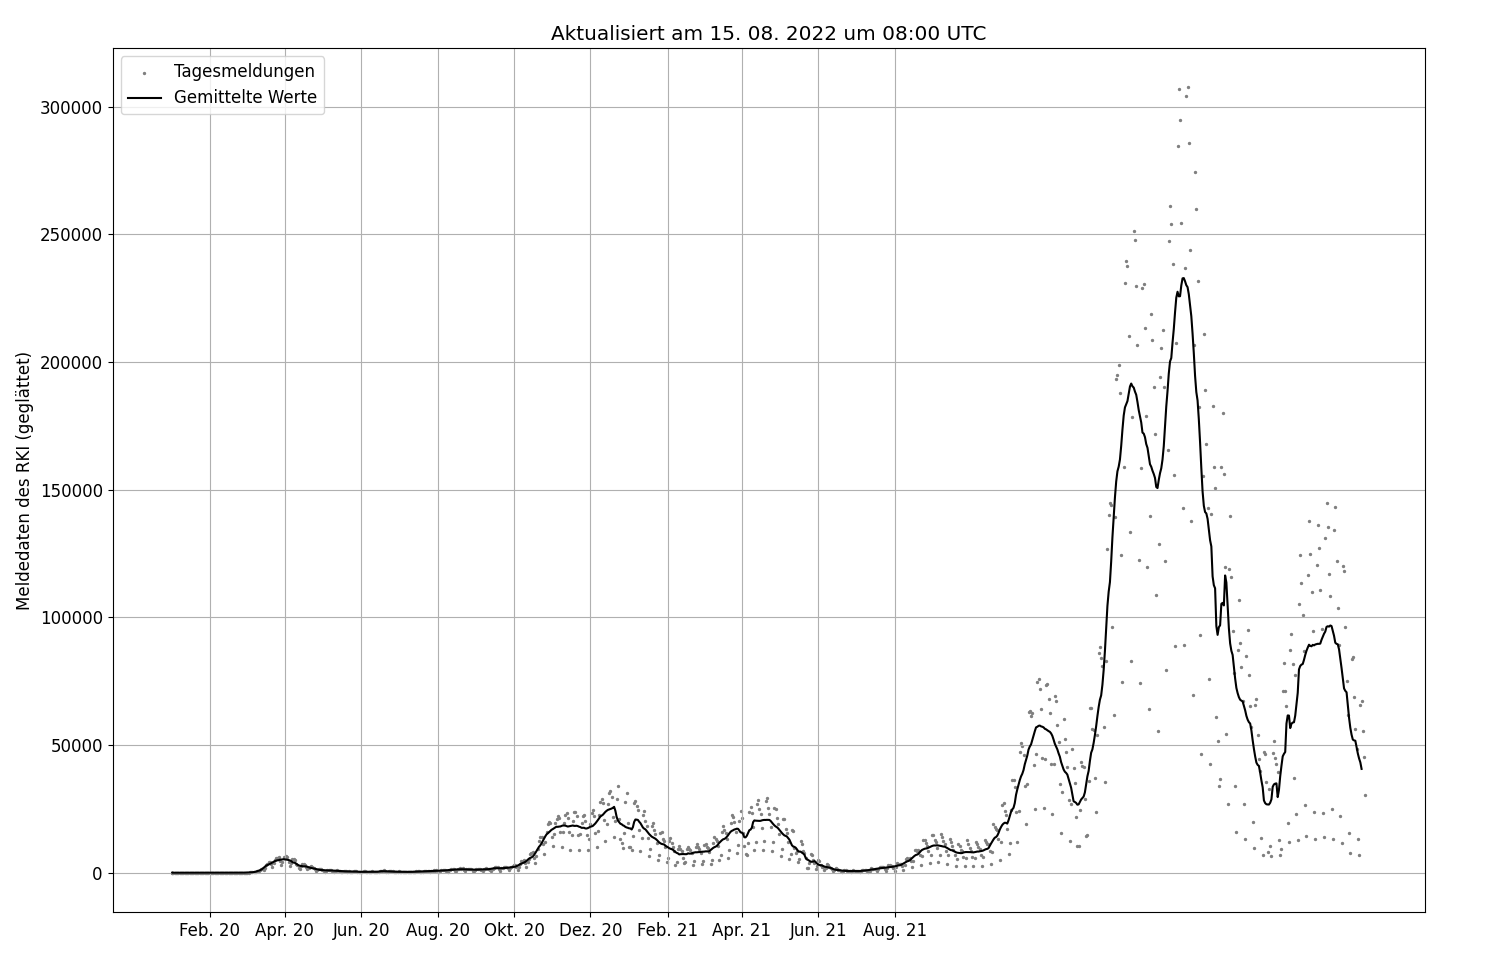 Aktualisiert am 15. 08. 2022 um 08:00 UTC
Tagesmeldungen
Gemittelte Werte
Meldedaten des RKI (geglättet)
300000
250000
200000
150000
100000
50000
0
Feb. 20 Apr. 20 Jun. 20 Aug. 20 Okt. 20 Dez. 20 Feb. 21 Apr. 21 Jun. 21 Aug. 21